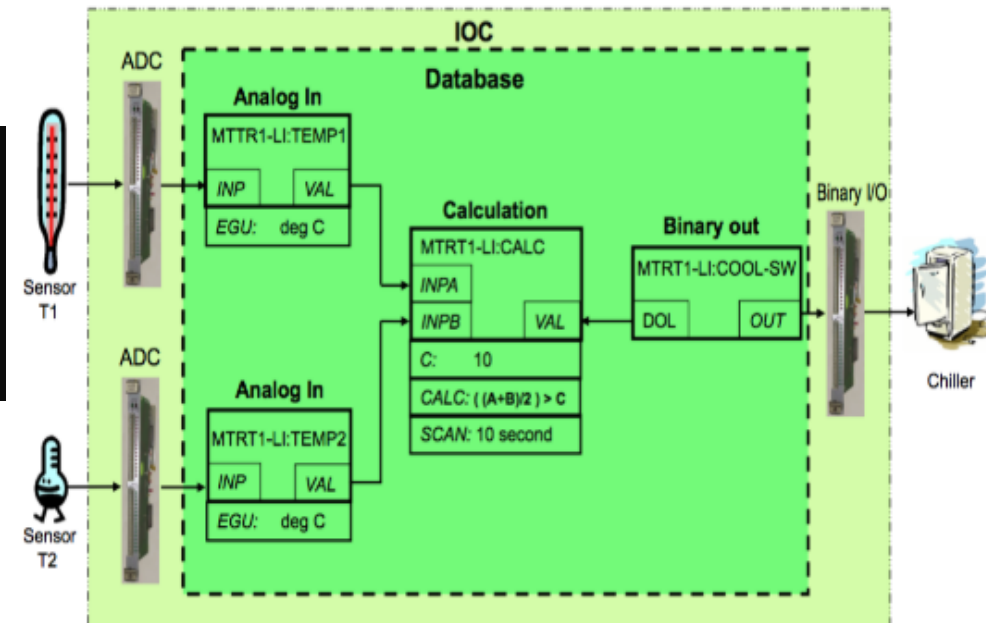 IOC
Database
ADC
Analog In
MTTR1-LI:TEMP1
INP
VAL
EGU: deg C
Sensor
T1
Calculation
MTRT1-LI:CALC
INPA
INPB
VAL
C: 10
CALC: ( (A+B)/2 ) > C
SCAN: 10 second
Binary out
MTRT1-LI:COOL-SW
DOL
OUT
Binary I/O
Chiller
ADC
Analog In
MTRT1-LI:TEMP2
INP
VAL
EGU: deg C
Sensor
T2